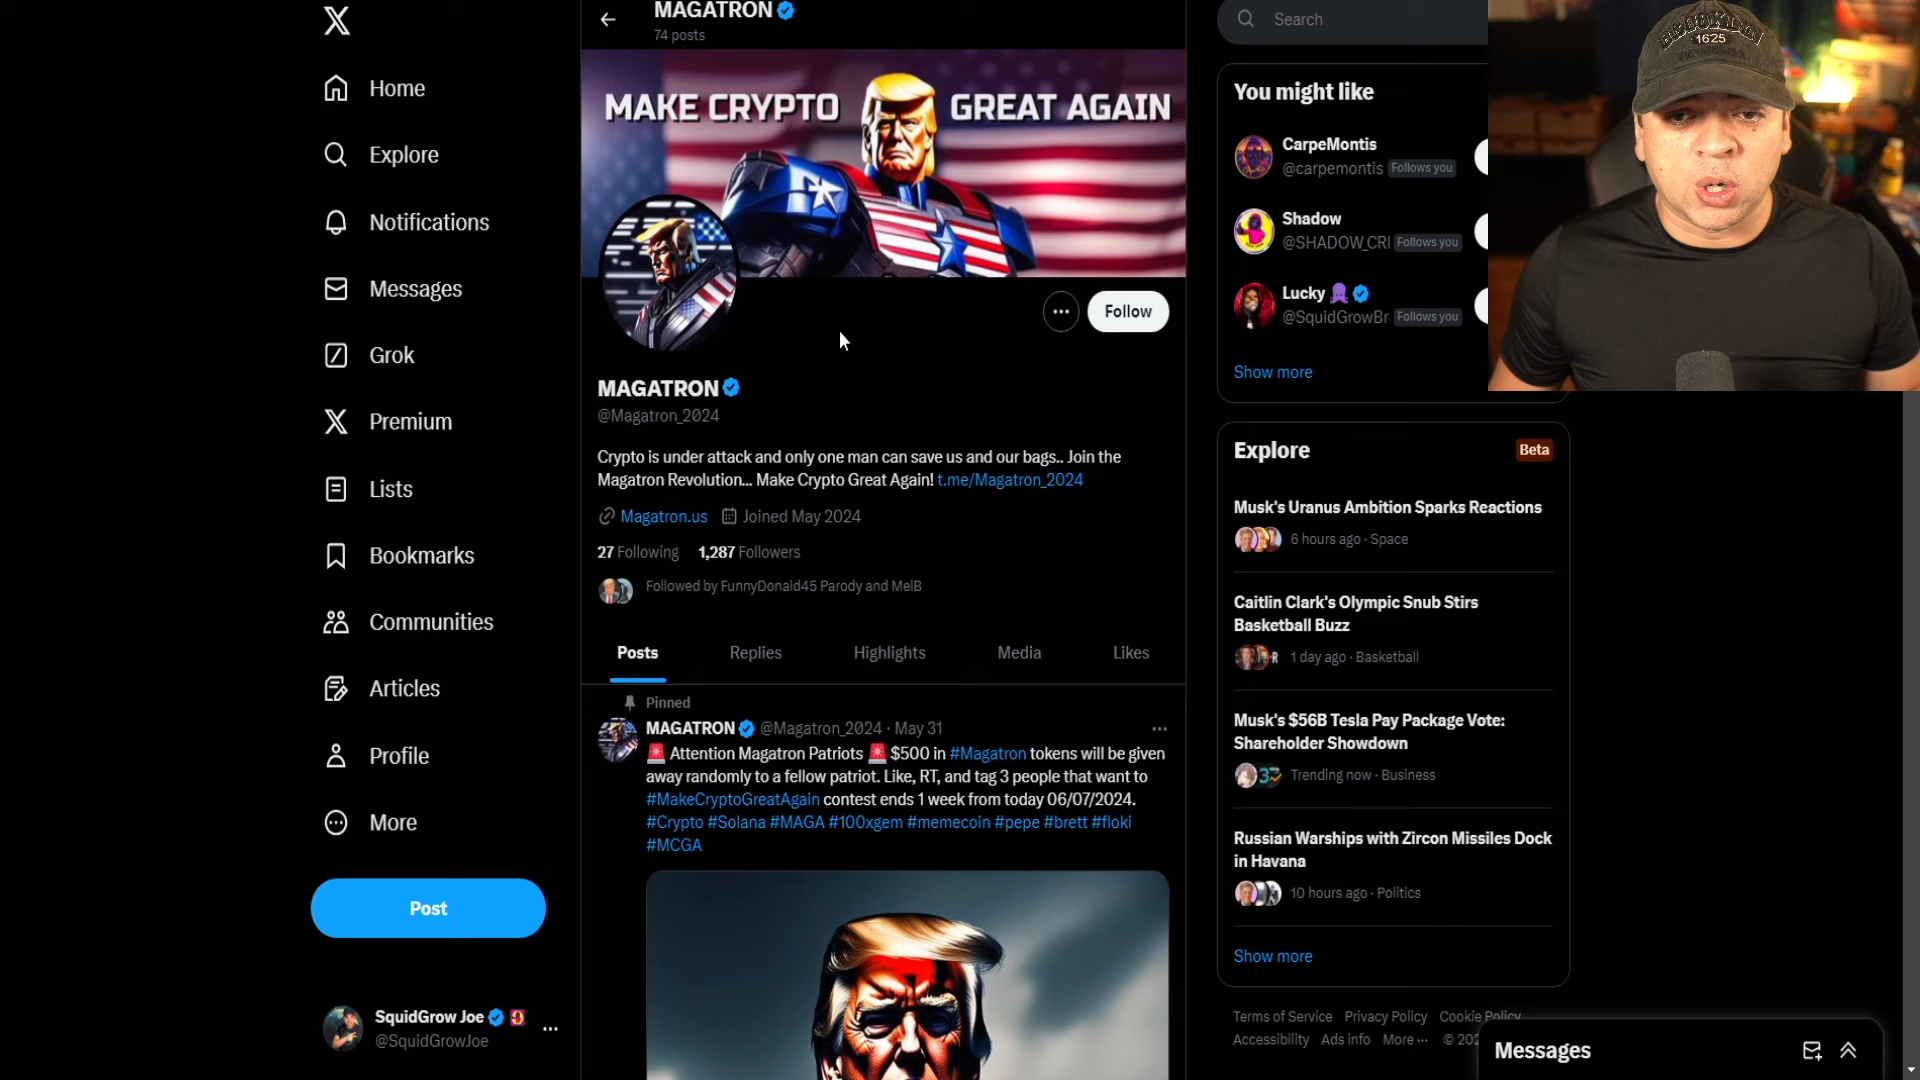 Home
Explore
Notifications
Messages
Grok
Premium
Lists
Bookmarks
Communities
Articles
Profile
More
Post
SquidGrow Joe
@SquidGrowJoe
MAGATRON
74 posts
MAKE CRYPTO GREAT AGAIN
Follow
MAGATRON
@Magatron_2024
Crypto is under attack and only one man can save us and our bags.. Join the
Magatron Revolution... Make Crypto Great Again! t.me/Magatron_2024
Magatron.us Joined May 2024
27 Following 1,287 Followers
Followed by FunnyDonald45 Parody and MelB
Posts Replies Highlights Media Likes
Pinned
MAGATRON @Magatron_2024 · May 31
🚨 Attention Magatron Patriots 🚨 $500 in #Magatron tokens will be given
away randomly to a fellow patriot. Like, RT, and tag 3 people that want to
#MakeCryptoGreatAgain contest ends 1 week from today 06/07/2024.
#Crypto #Solana #MAGA #100xgem #memecoin #pepe #brett #floki
#MCGA
Search
You might like
CarpeMontis
@carpemontis Follows you
Shadow
@SHADOW_CRI Follows you
Lucky
@SquidGrowBr Follows you
Show more
Explore Beta
Musk's Uranus Ambition Sparks Reactions
6 hours ago · Space
Caitlin Clark's Olympic Snub Stirs
Basketball Buzz
1 day ago · Basketball
Musk's $56B Tesla Pay Package Vote:
Shareholder Showdown
Trending now · Business
Russian Warships with Zircon Missiles Dock
in Havana
10 hours ago · Politics
Show more
Terms of Service Privacy Policy Cookie Policy
Accessibility Ads info More ··· © 202
Messages
1625